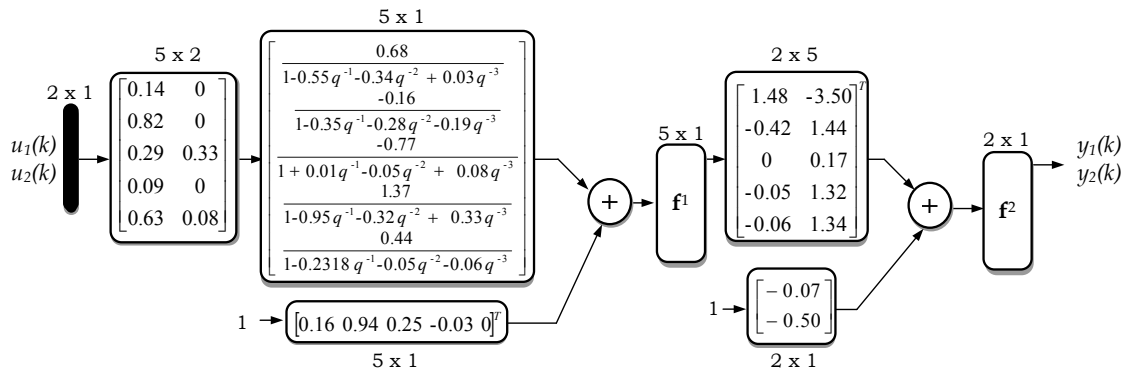 2 x 1
u1(k)
u2(k)
5 x 2
0.14 0
0.82 0
0.29 0.33
0.09 0
0.63 0.08
5 x 1
0.68
1-0.55q^-1-0.34q^-2 + 0.03q^-3
-0.16
1-0.35q^-1-0.28q^-2-0.19q^-3
-0.77
1 + 0.01q^-1-0.05q^-2 + 0.08q^-3
1.37
1-0.95q^-1-0.32q^-2 + 0.33q^-3
0.44
1-0.2318q^-1-0.05q^-2-0.06q^-3
1
[0.16 0.94 0.25 -0.03 0]^T
5 x 1
+
5 x 1
f^1
2 x 5
1.48 -3.50 T
-0.42 1.44
0 0.17
-0.05 1.32
-0.06 1.34
1
-0.07
-0.50
2 x 1
+
2 x 1
f^2
y1(k)
y2(k)